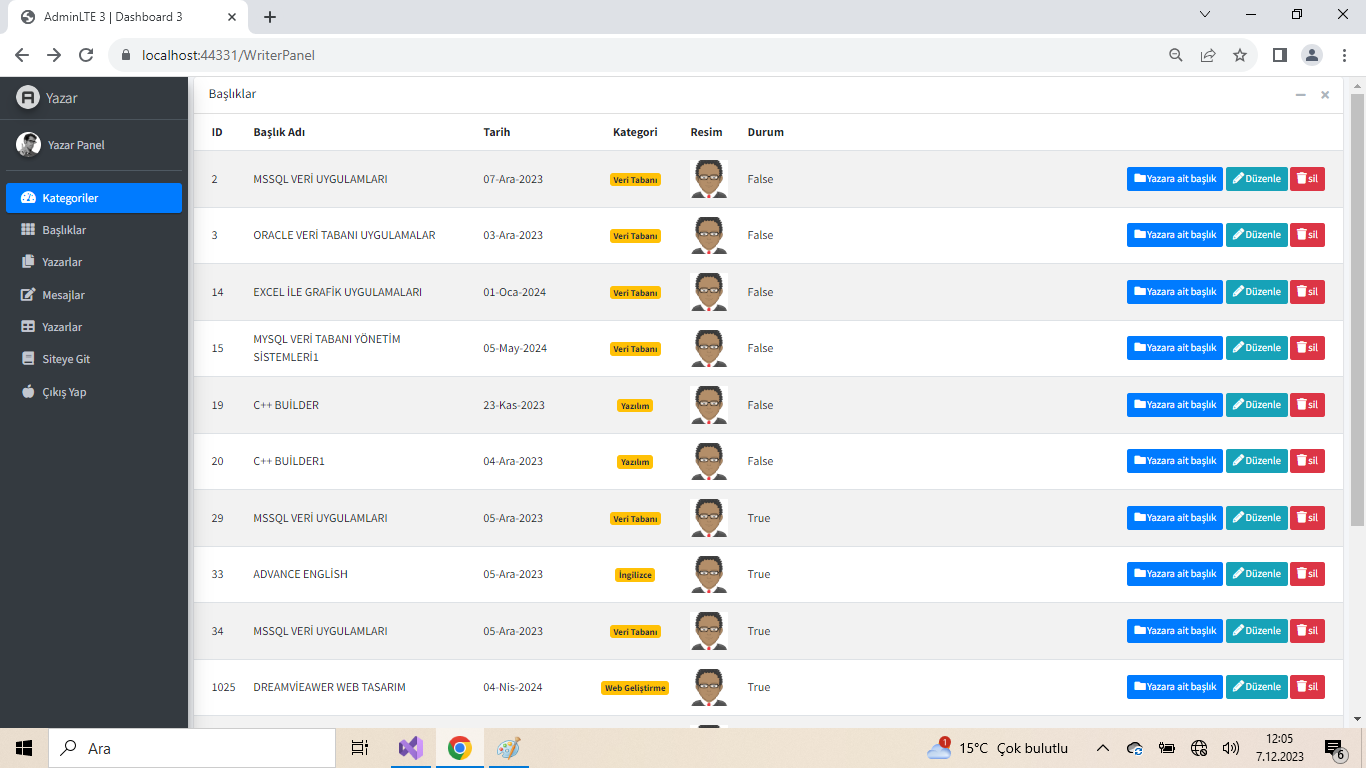 AdminLTE 3 | Dashboard 3
localhost:44331/WriterPanel
Yazar
Yazar Panel
Kategoriler
Başlıklar
Yazarlar
Mesajlar
Yazarlar
Siteye Git
Çıkış Yap
Başlıklar
ID Başlık Adı Tarih Kategori Resim Durum
2 MSSQL VERİ UYGULAMLARI 07-Ara-2023 Veri Tabanı False Yazara ait başlık Düzenle sil
3 ORACLE VERİ TABANI UYGULAMALAR 03-Ara-2023 Veri Tabanı False Yazara ait başlık Düzenle sil
14 EXCEL İLE GRAFİK UYGULAMALARI 01-Oca-2024 Veri Tabanı False Yazara ait başlık Düzenle sil
15 MYSQL VERİ TABANI YÖNETİM 05-May-2024 Veri Tabanı False Yazara ait başlık Düzenle sil
SİSTEMLERİ1
19 C++ BUİLDER 23-Kas-2023 Yazılım False Yazara ait başlık Düzenle sil
20 C++ BUİLDER1 04-Ara-2023 Yazılım False Yazara ait başlık Düzenle sil
29 MSSQL VERİ UYGULAMLARI 05-Ara-2023 Veri Tabanı True Yazara ait başlık Düzenle sil
33 ADVANCE ENGLİSH 05-Ara-2023 İngilizce True Yazara ait başlık Düzenle sil
34 MSSQL VERİ UYGULAMLARI 05-Ara-2023 Veri Tabanı True Yazara ait başlık Düzenle sil
1025 DREAMVİEAWER WEB TASARIM 04-Nis-2024 Web Geliştirme True Yazara ait başlık Düzenle sil
Ara
1
15°C Çok bulutlu
12:05
7.12.2023
6